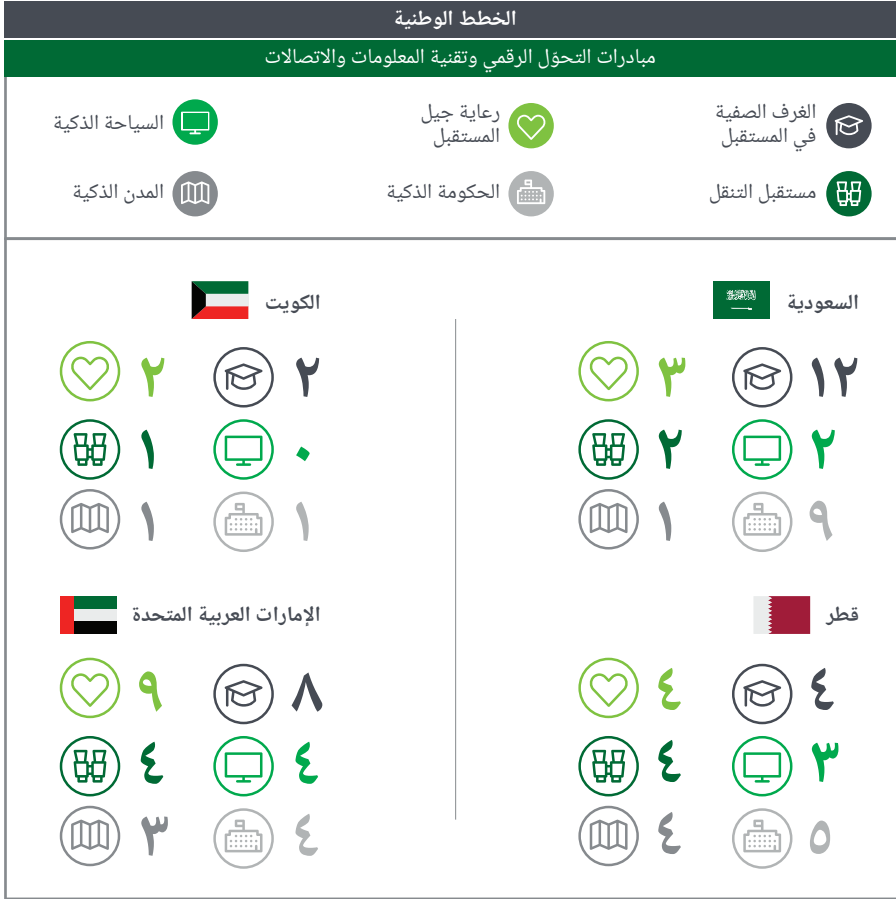 الخطط الوطنية
مبادرات التحوّل الرقمي وتقنية المعلومات والاتصالات
الغرف الصفية
في المستقبل
رعاية جيل
المستقبل
السياحة الذكية
مستقبل التنقل
الحكومة الذكية
المدن الذكية
السعودية
١٢ ٣
٢ ٢
٩ ١
الكويت
٢ ٢
٠ ١
١ ١
قطر
٤ ٤
٣ ٤
٥ ٤
الإمارات العربية المتحدة
٨ ٩
٤ ٤
٤ ٣